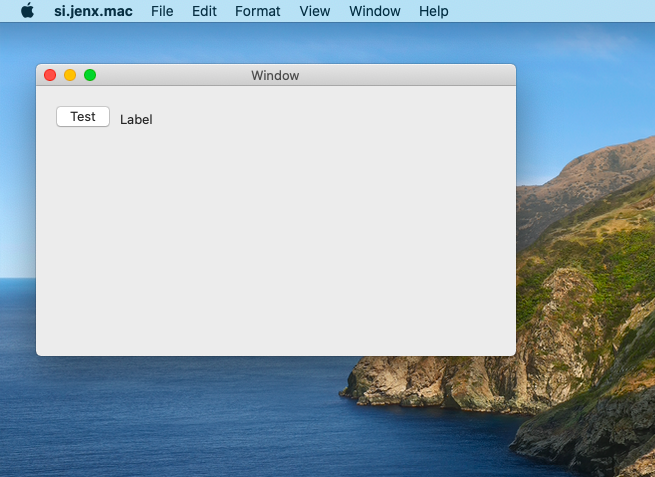 si.jenx.mac File Edit Format View Window Help
Window
Test Label